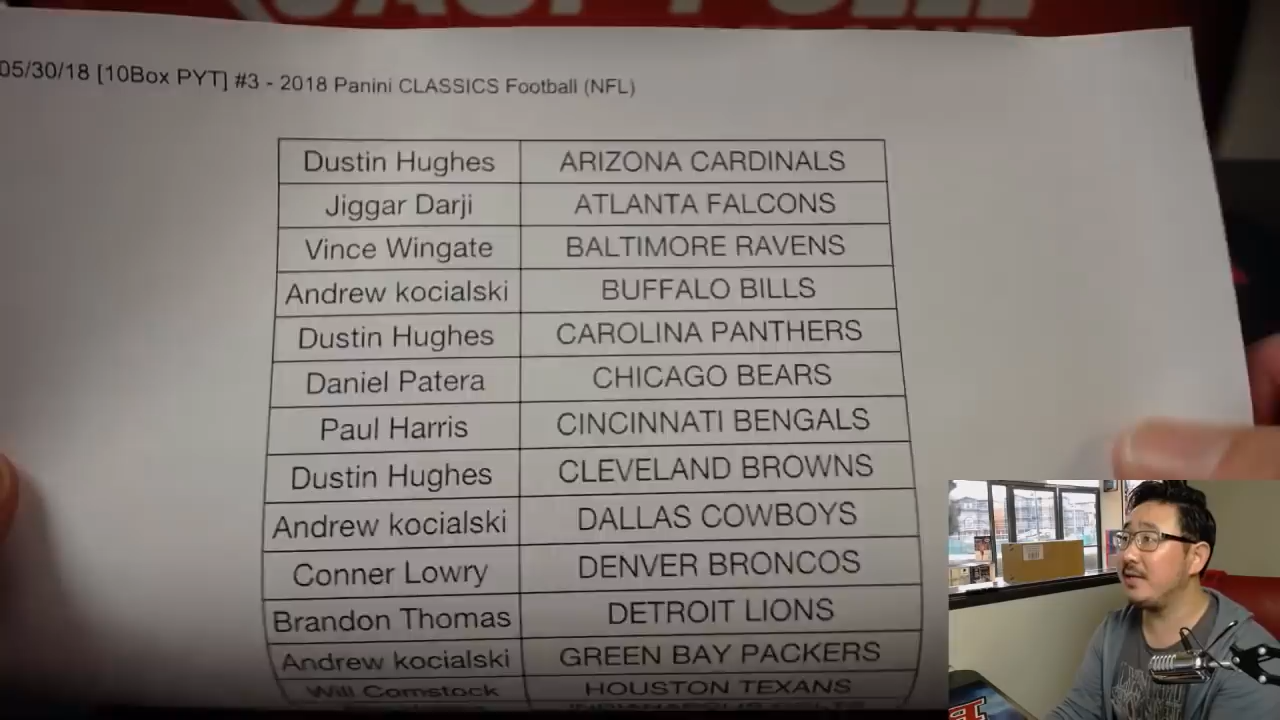 05/30/18 [10Box PYT] #3 - 2018 Panini CLASSICS Football (NFL)
Dustin Hughes ARIZONA CARDINALS
Jiggar Darji ATLANTA FALCONS
Vince Wingate BALTIMORE RAVENS
Andrew kocialski BUFFALO BILLS
Dustin Hughes CAROLINA PANTHERS
Daniel Patera CHICAGO BEARS
Paul Harris CINCINNATI BENGALS
Dustin Hughes CLEVELAND BROWNS
Andrew kocialski DALLAS COWBOYS
Conner Lowry DENVER BRONCOS
Brandon Thomas DETROIT LIONS
Andrew kocialski GREEN BAY PACKERS
Will Comstock HOUSTON TEXANS
INDIANAPOLIS COLTS